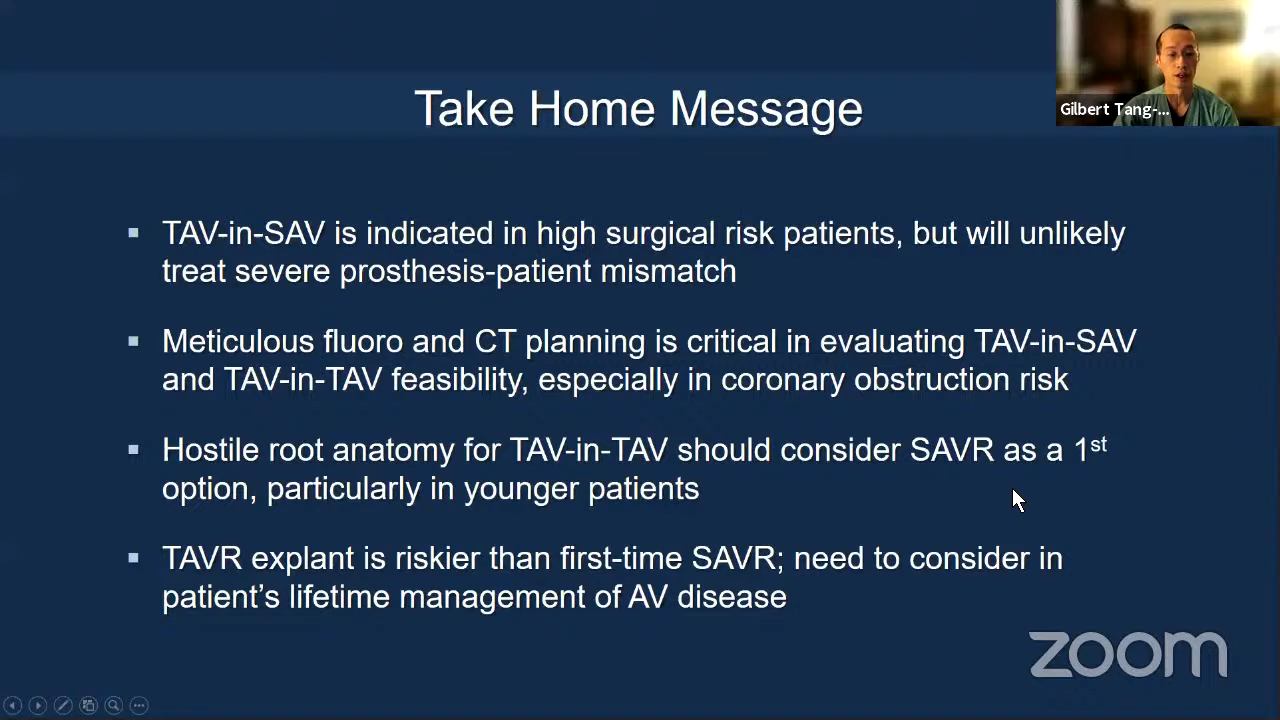 Take Home Message
Gilbert Tang-...
TAV-in-SAV is indicated in high surgical risk patients, but will unlikely
treat severe prosthesis-patient mismatch
Meticulous fluoro and CT planning is critical in evaluating TAV-in-SAV
and TAV-in-TAV feasibility, especially in coronary obstruction risk
Hostile root anatomy for TAV-in-TAV should consider SAVR as a 1st
option, particularly in younger patients
TAVR explant is riskier than first-time SAVR; need to consider in
patient’s lifetime management of AV disease
zoom